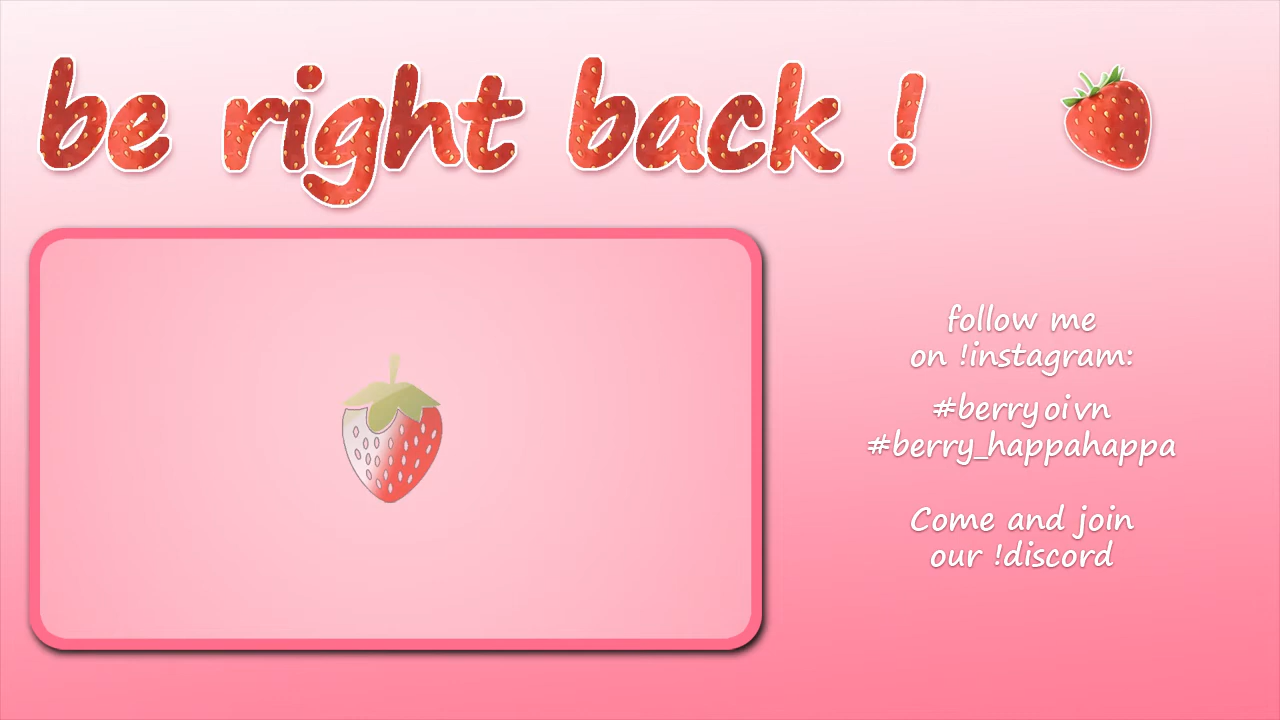 be right back !
follow me
on !instagram:
#berryoivn
#berry_happahappa
Come and join
our !discord